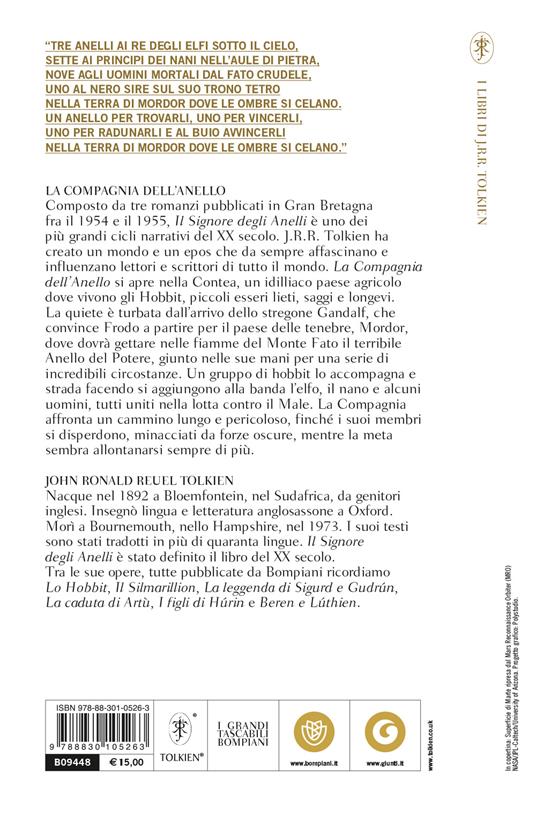 “TRE ANELLI AI RE DEGLI ELFI SOTTO IL CIELO,
SETTE AI PRINCIPI DEI NANI NELL’AULE DI PIETRA,
NOVE AGLI UOMINI MORTALI DAL FATO CRUDELE,
UNO AL NERO SIRE SUL SUO TRONO TETRO
NELLA TERRA DI MORDOR DOVE LE OMBRE SI CELANO.
UN ANELLO PER TROVARLI, UNO PER VINCERLI,
UNO PER RADUNARLI E AL BUIO AVVINCERLI
NELLA TERRA DI MORDOR DOVE LE OMBRE SI CELANO.”
LA COMPAGNIA DELL’ANELLO
Composto da tre romanzi pubblicati in Gran Bretagna
fra il 1954 e il 1955, Il Signore degli Anelli è uno dei
più grandi cicli narrativi del XX secolo. J.R.R. Tolkien ha
creato un mondo e un epos che da sempre affascinano e
influenzano lettori e scrittori di tutto il mondo. La Compagnia
dell’Anello si apre nella Contea, un idilliaco paese agricolo
dove vivono gli Hobbit, piccoli esseri lieti, saggi e longevi.
La quiete è turbata dall’arrivo dello stregone Gandalf, che
convince Frodo a partire per il paese delle tenebre, Mordor,
dove dovrà gettare nelle fiamme del Monte Fato il terribile
Anello del Potere, giunto nelle sue mani per una serie di
incredibili circostanze. Un gruppo di hobbit lo accompagna e
strada facendo si aggiungono alla banda l’elfo, il nano e alcuni
uomini, tutti uniti nella lotta contro il Male. La Compagnia
affronta un cammino lungo e pericoloso, finché i suoi membri
si disperdono, minacciati da forze oscure, mentre la meta
sembra allontanarsi sempre di più.
JOHN RONALD REUEL TOLKIEN
Nacque nel 1892 a Bloemfontein, nel Sudafrica, da genitori
inglesi. Insegnò lingua e letteratura anglosassone a Oxford.
Morì a Bournemouth, nello Hampshire, nel 1973. I suoi testi
sono stati tradotti in più di quaranta lingue. Il Signore
degli Anelli è stato definito il libro del XX secolo.
Tra le sue opere, tutte pubblicate da Bompiani ricordiamo
Lo Hobbit, Il Silmarillion, La leggenda di Sigurd e Gudrún,
La caduta di Artù, I figli di Húrin e Beren e Lúthien.
I LIBRI DI J.R.R. TOLKIEN
ISBN 978-88-301-0526-3
9 788830 105263
B09448
€ 15,00
®
TOLKIEN®
I GRANDI
TASCABILI
BOMPIANI
www.bompiani.it
www.giunti.it
www.tolkien.co.uk
In copertina: Superficie di Marte ripresa dal Mars Reconnaissance Orbiter (MRO)
NASA/JPL-Caltech/University of Arizona. Progetto grafico: Polystudio.